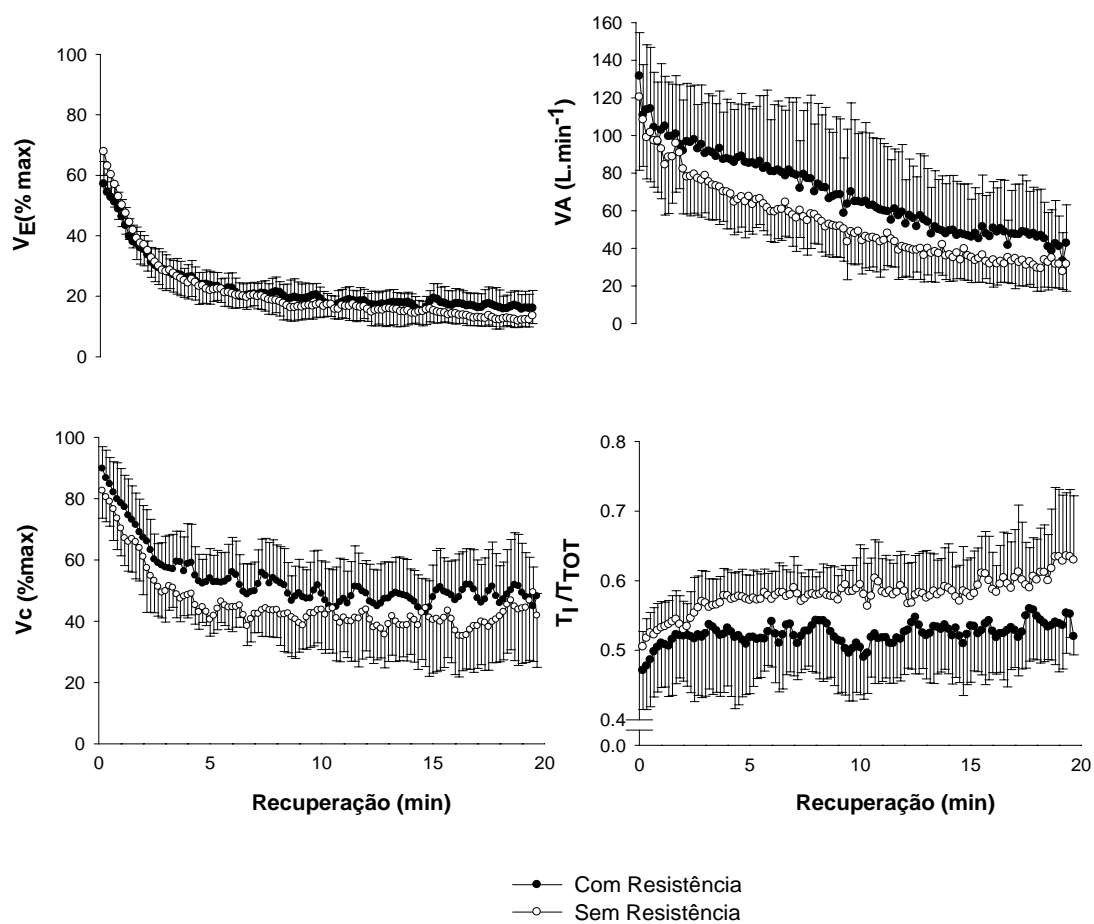 100
80
60
40
20
0
V_E(% max)
160
140
120
100
80
60
40
20
0
VA (L.min⁻¹)
100
80
60
40
20
0
Vc (%max)
0 5 10 15 20
Recuperação (min)
0.8
0.7
0.6
0.5
0.4
0.0
T_I/T_TOT
0 5 10 15 20
Recuperação (min)
Com Resistência
Sem Resistência